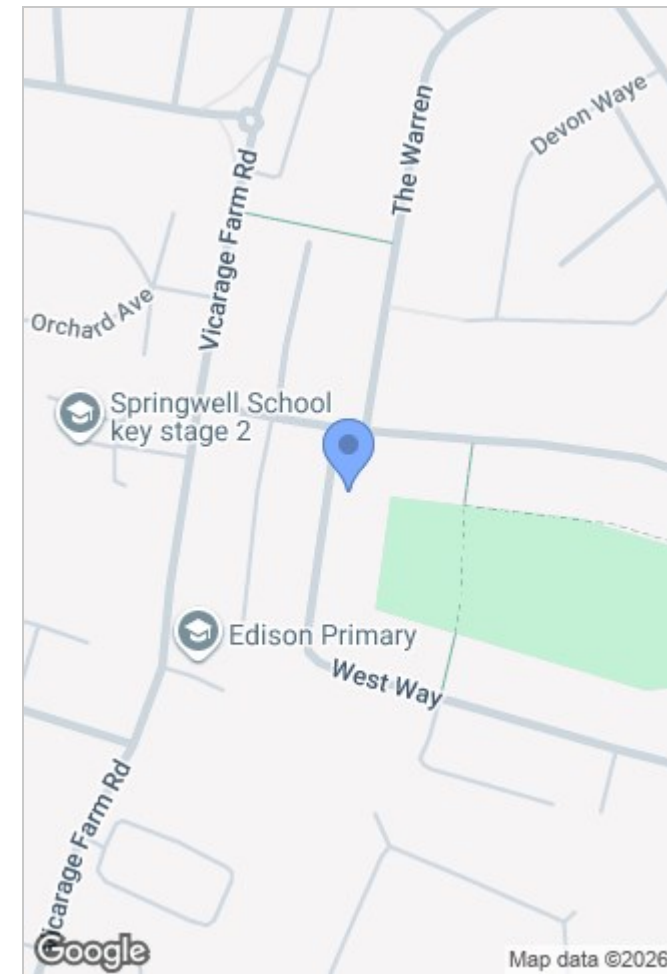 Devon Waye
The Warren
Vicarage Farm Rd
Orchard Ave
Springwell School
key stage 2
Edison Primary
West Way
Vicarage Farm Rd
Google
Map data ©2026